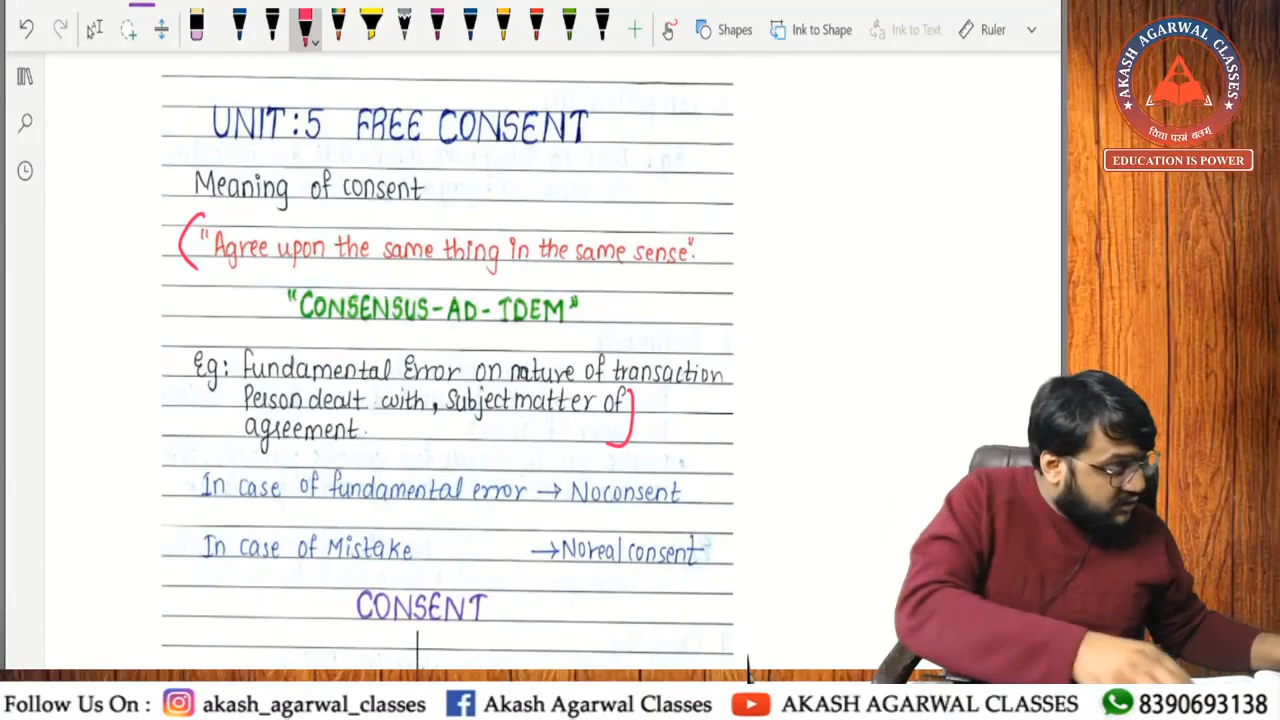 Shapes
Ink to Shape
Ink to Text
Ruler
UNIT:5 FREE CONSENT
Meaning of consent
"Agree upon the same thing in the same sense".
"CONSENSUS-AD-IDEM"
Eg: Fundamental Error on nature of transaction
Person dealt with, Subject matter of
agreement.
In case of fundamental error → No consent
In case of Mistake → No real consent
CONSENT
AKASH AGARWAL CLASSES
विद्या परमं बलम्
EDUCATION IS POWER
Follow Us On : akash_agarwal_classes Akash Agarwal Classes AKASH AGARWAL CLASSES 8390693138